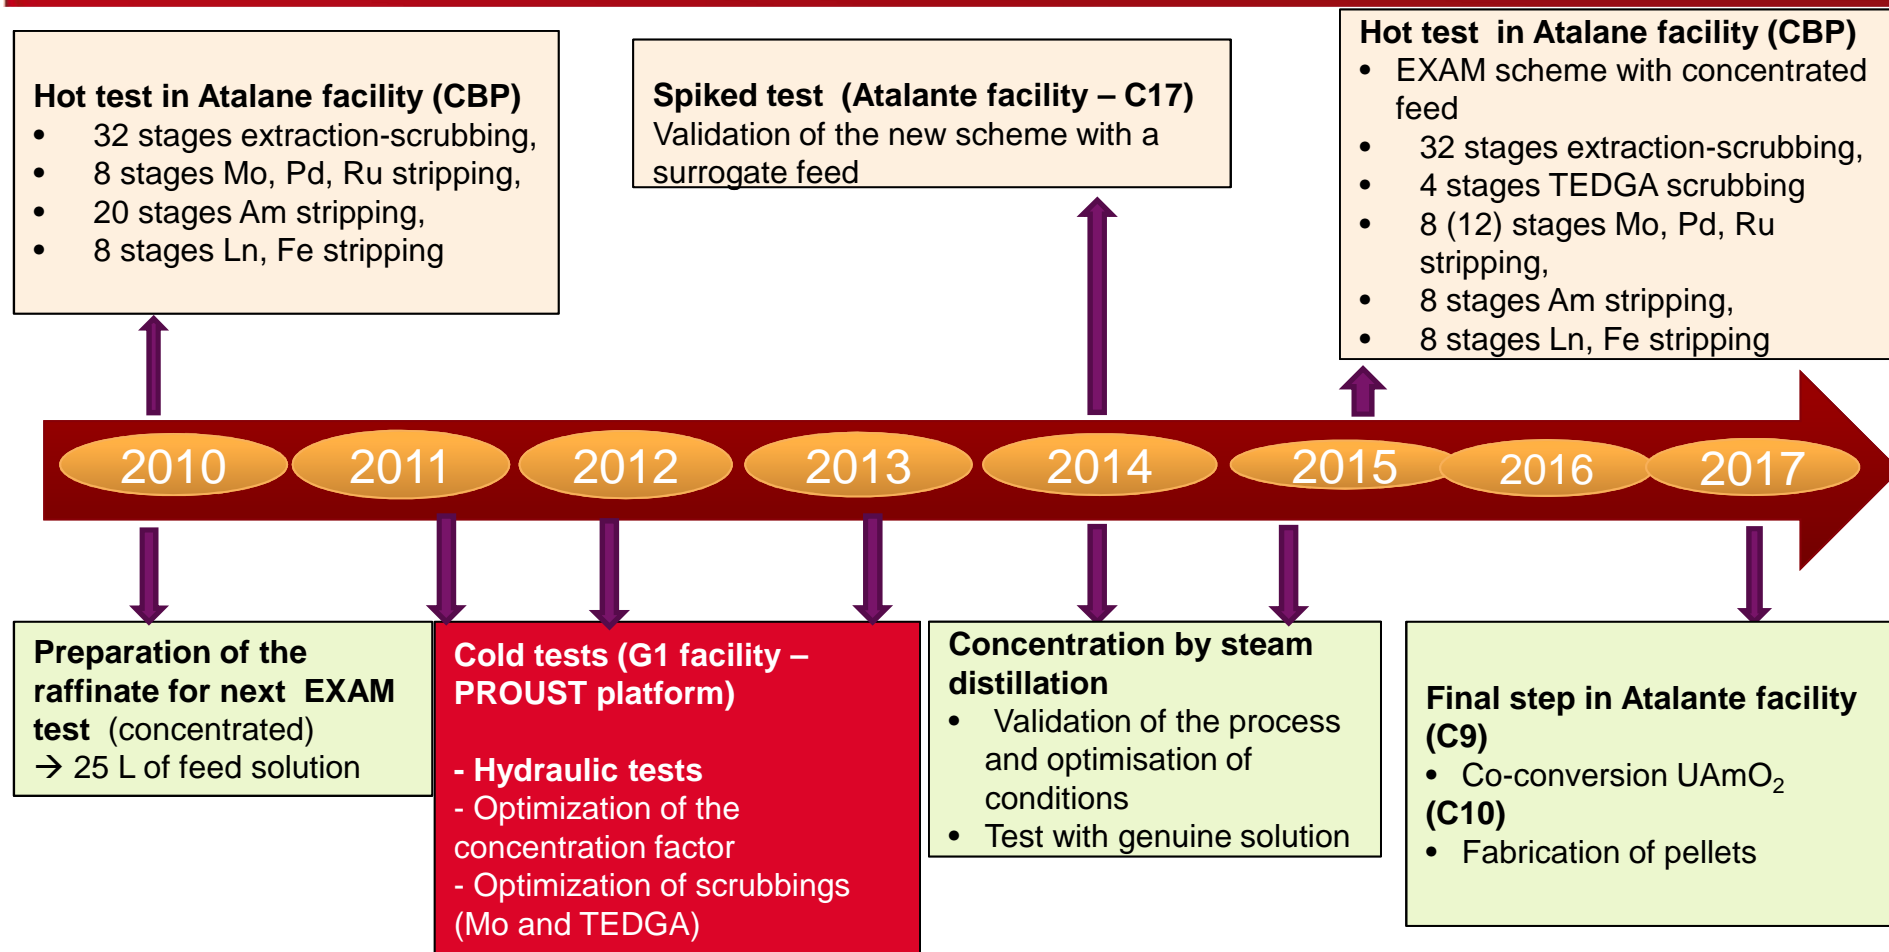 Hot test in Atalane facility (CBP)
• 32 stages extraction-scrubbing,
• 8 stages Mo, Pd, Ru stripping,
• 20 stages Am stripping,
• 8 stages Ln, Fe stripping
Spiked test (Atalante facility – C17)
Validation of the new scheme with a
surrogate feed
Hot test in Atalane facility (CBP)
• EXAM scheme with concentrated
feed
• 32 stages extraction-scrubbing,
• 4 stages TEDGA scrubbing
• 8 (12) stages Mo, Pd, Ru
stripping,
• 8 stages Am stripping,
• 8 stages Ln, Fe stripping
2010 2011 2012 2013 2014 2015 2016 2017
Preparation of the
raffinate for next EXAM
test (concentrated)
→ 25 L of feed solution
Cold tests (G1 facility –
PROUST platform)
- Hydraulic tests
- Optimization of the
concentration factor
- Optimization of scrubbings
(Mo and TEDGA)
Concentration by steam
distillation
• Validation of the process
and optimisation of
conditions
• Test with genuine solution
Final step in Atalante facility
(C9)
• Co-conversion UAmO₂
(C10)
• Fabrication of pellets